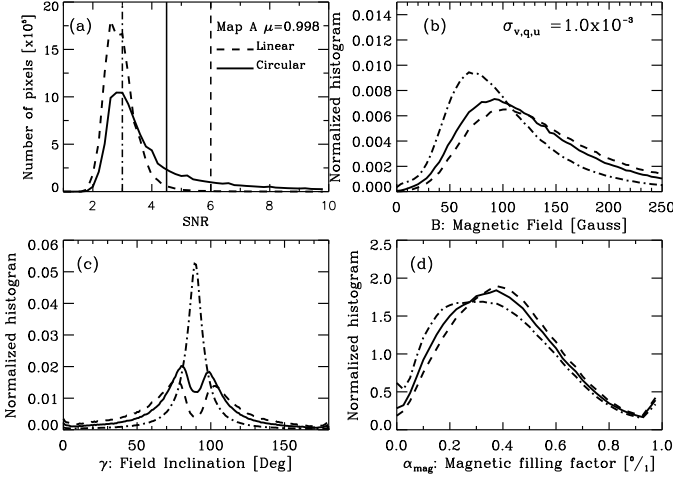 (a)
Map A μ=0.998
Linear
Circular
Number of pixels [x10³]
20
15
10
5
0
2
4
6
8
10
SNR
(b)
σv,q,u =1.0x10⁻³
Normalized histogram
0.014
0.012
0.010
0.008
0.006
0.004
0.002
0.000
0
50
100
150
200
250
B: Magnetic Field [Gauss]
(c)
Normalized histogran
0.06
0.05
0.04
0.03
0.02
0.01
0.00
0
50
100
150
γ: Field Inclination [Deg]
(d)
Normalized histogram
2.5
2.0
1.5
1.0
0.5
0.0
0.0
0.2
0.4
0.6
0.8
1.0
αmag: Magnetic filling factor [⁰/₁]